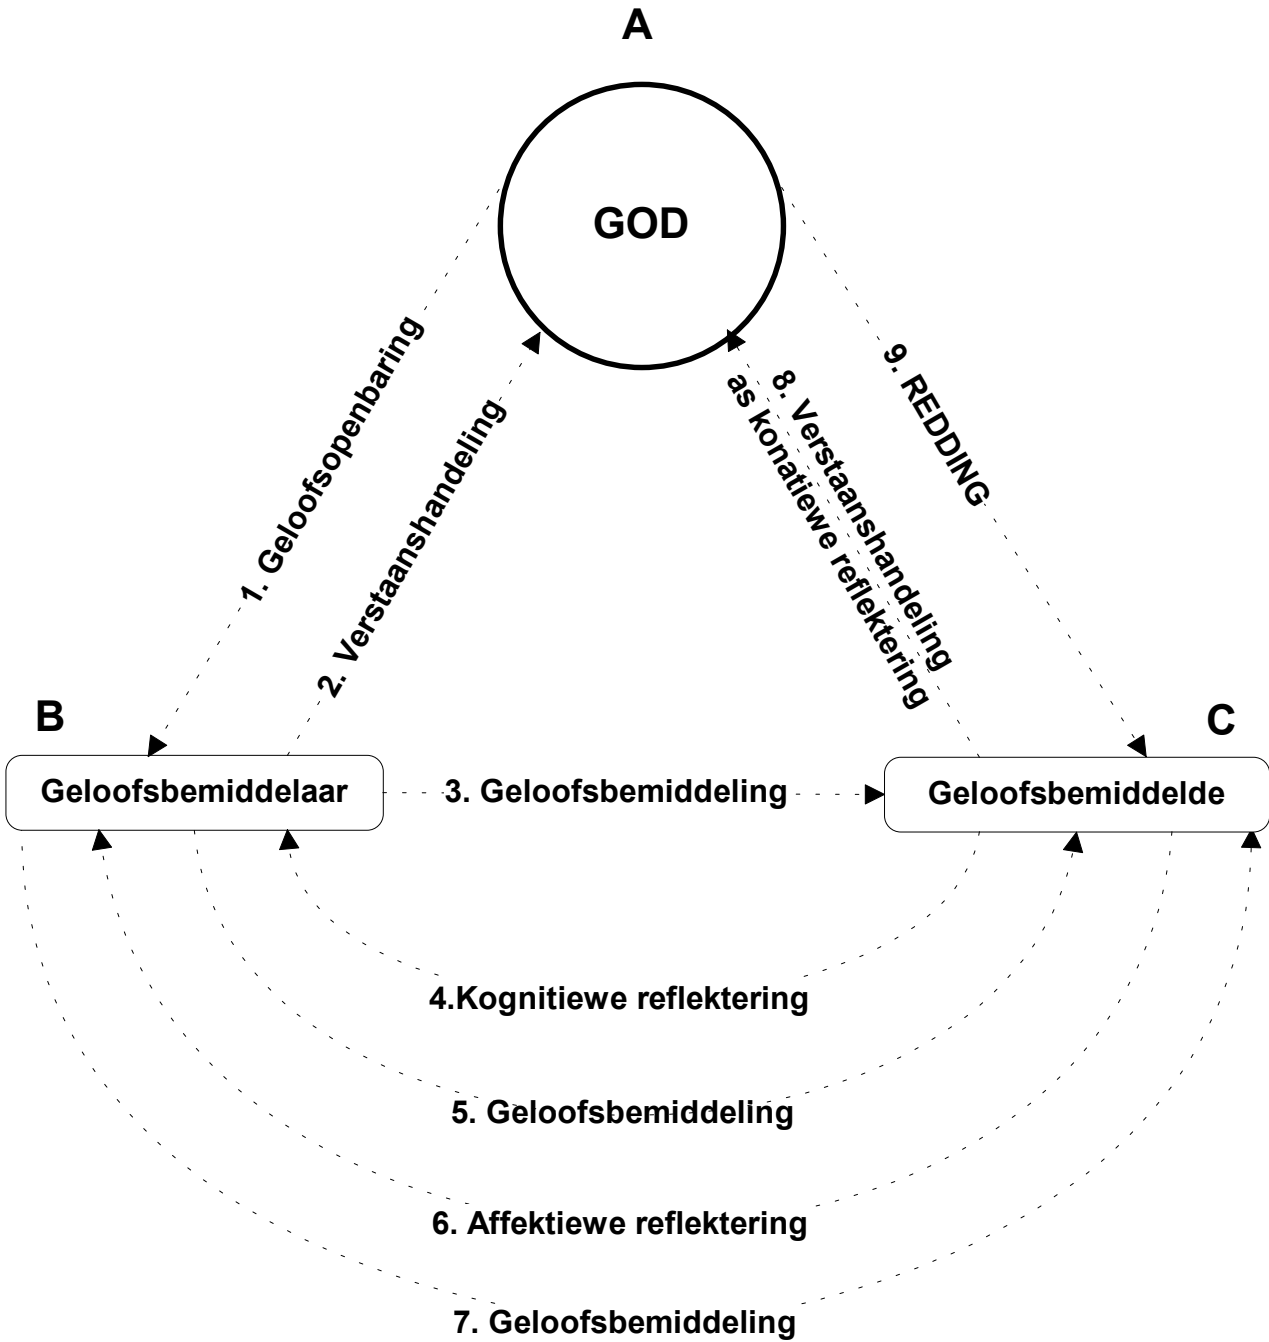 A
GOD
1. Geloofsopenbaring
2. Verstaanshandeling
8. Verstaanshandeling
as konatiewe reflektering
9. REDDING
B
C
Geloofsbemiddelaar
3. Geloofsbemiddeling
Geloofsbemiddelde
4.Kognitiewe reflektering
5. Geloofsbemiddeling
6. Affektiewe reflektering
7. Geloofsbemiddeling